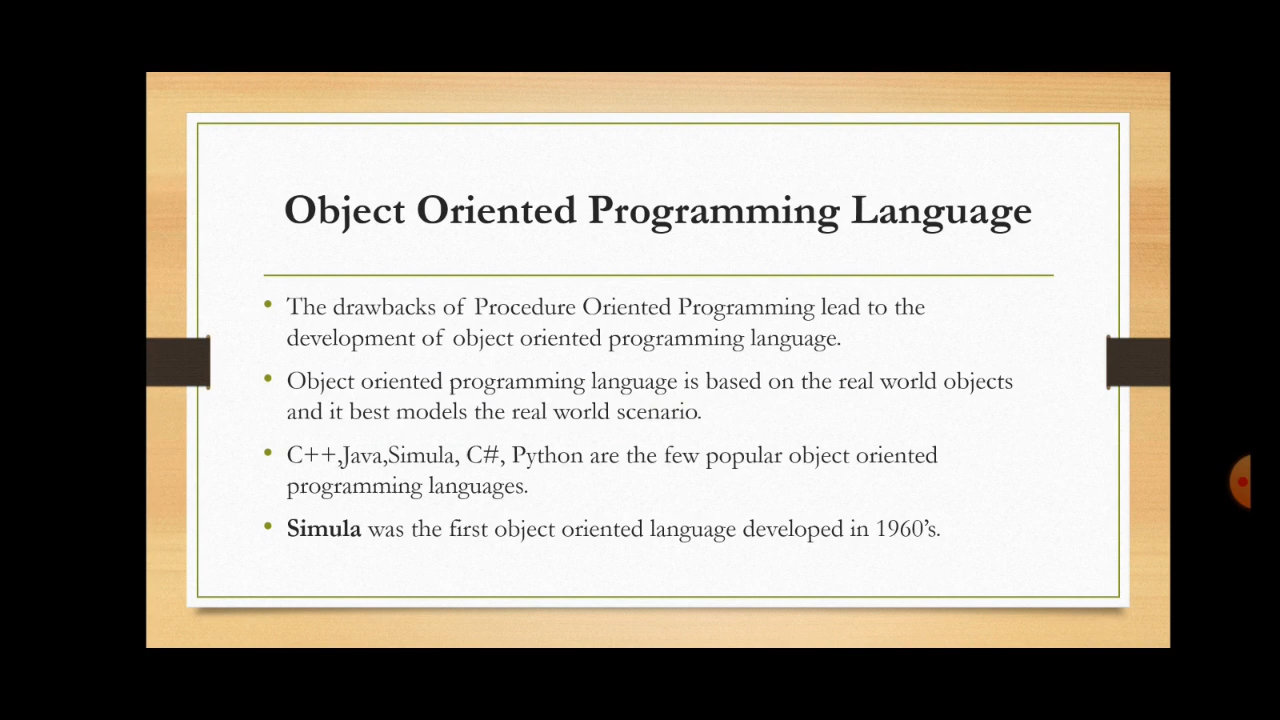 Object Oriented Programming Language
• The drawbacks of Procedure Oriented Programming lead to the
development of object oriented programming language.
• Object oriented programming language is based on the real world objects
and it best models the real world scenario.
• C++,Java,Simula, C#, Python are the few popular object oriented
programming languages.
• Simula was the first object oriented language developed in 1960’s.